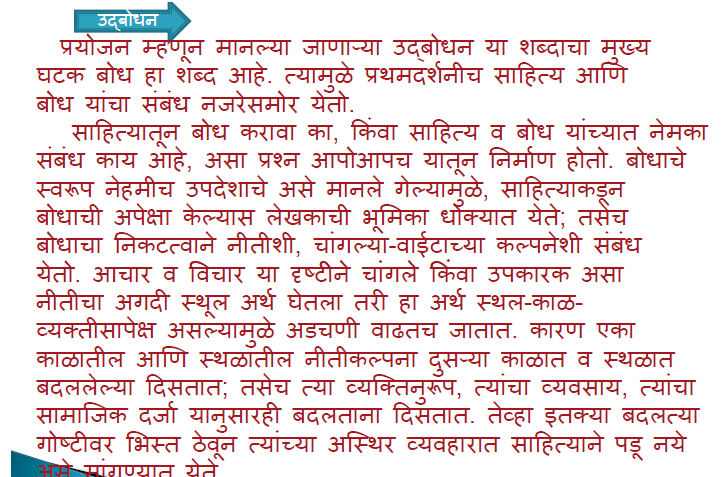 उद्बोधन
प्रयोजन म्हणून मानल्या जाणाऱ्या उद्बोधन या शब्दाचा मुख्य
घटक बोध हा शब्द आहे. त्यामुळे प्रथमदर्शनीच साहित्य आणि
बोध यांचा संबंध नजरेसमोर येतो.
साहित्यातून बोध करावा का, किंवा साहित्य व बोध यांच्यात नेमका
संबंध काय आहे, असा प्रश्न आपोआपच यातून निर्माण होतो. बोधाचे
स्वरूप नेहमीच उपदेशाचे असे मानले गेल्यामुळे, साहित्याकडून
बोधाची अपेक्षा केल्यास लेखकाची भूमिका धोक्यात येते; तसेच
बोधाचा निकटत्वाने नीतीशी, चांगल्या-वाईटाच्या कल्पनेशी संबंध
येतो. आचार व विचार या दृष्टीने चांगले किंवा उपकारक असा
नीतीचा अगदी स्थूल अर्थ घेतला तरी हा अर्थ स्थल-काळ-
व्यक्तीसापेक्ष असल्यामुळे अडचणी वाढतच जातात. कारण एका
काळातील आणि स्थळातील नीतीकल्पना दुसऱ्या काळात व स्थळात
बदललेल्या दिसतात; तसेच त्या व्यक्तिनुरूप, त्यांचा व्यवसाय, त्यांचा
सामाजिक दर्जा यानुसारही बदलताना दिसतात. तेव्हा इतक्या बदलत्या
गोष्टीवर भिस्त ठेवून त्यांच्या अस्थिर व्यवहारात साहित्याने पडू नये
असे सांगण्यात येते